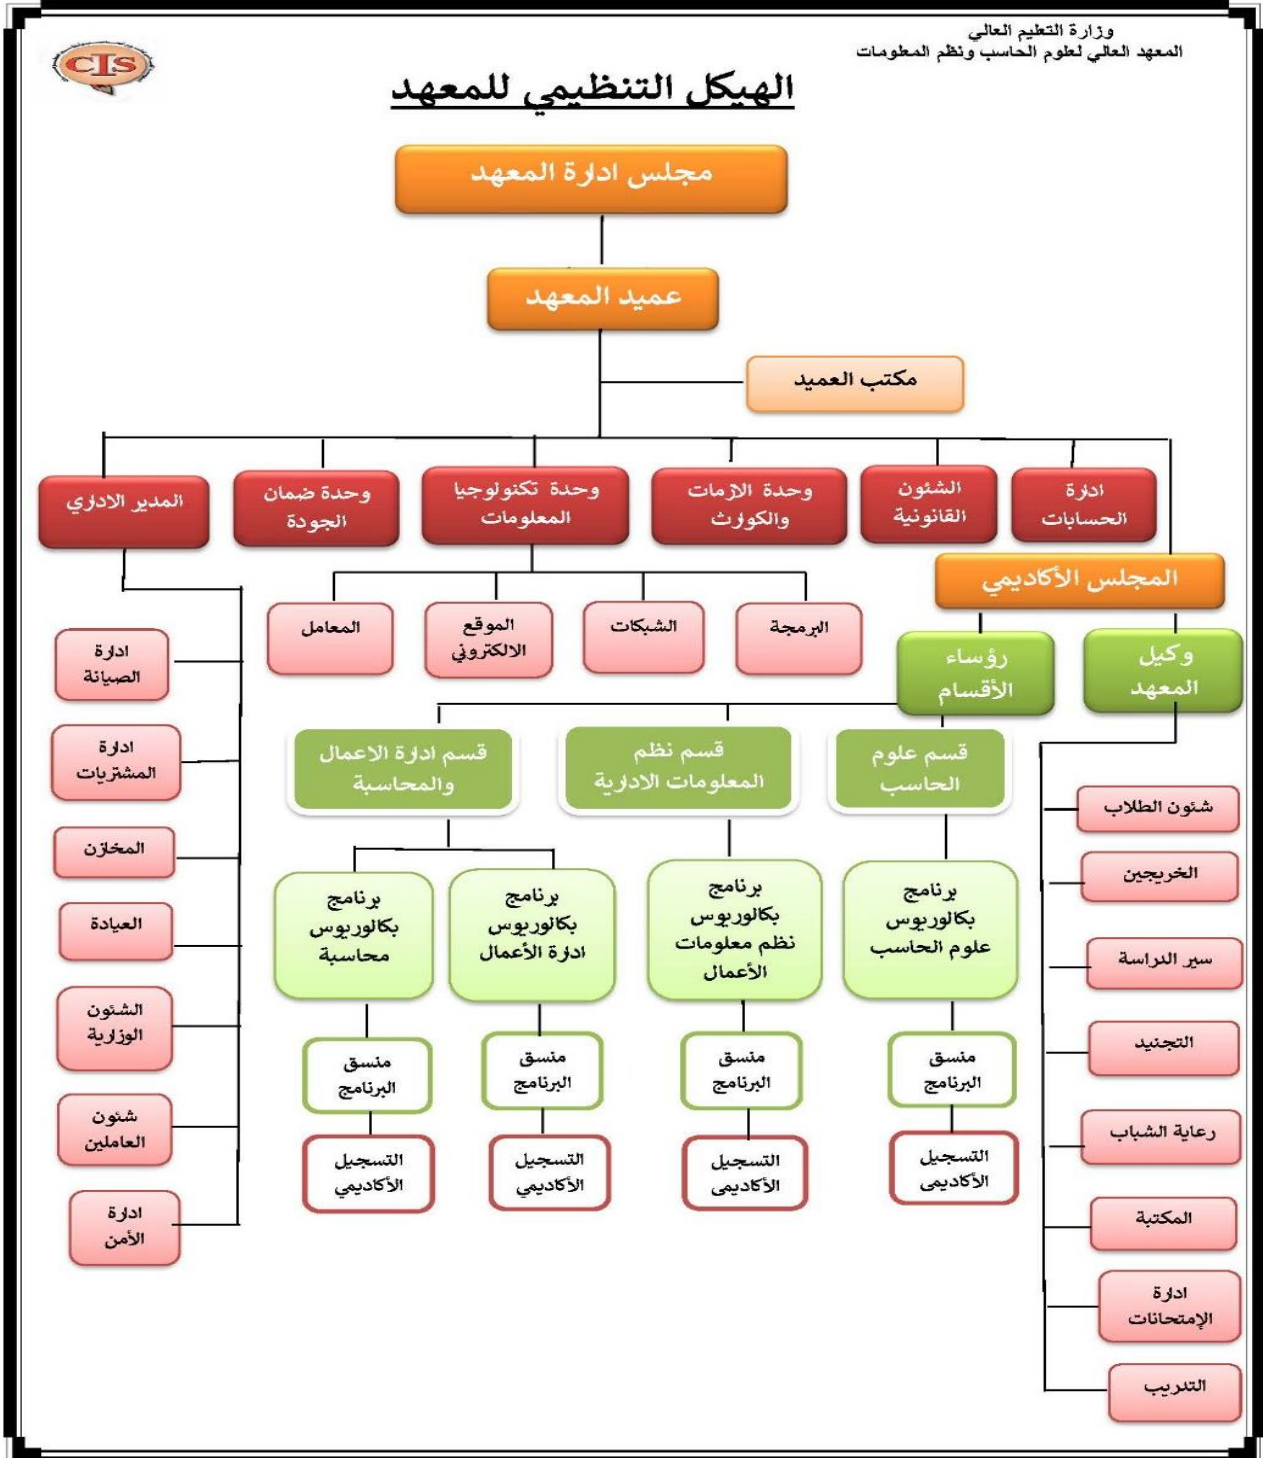 وزارة التعليم العالي
المعهد العالي لعلوم الحاسب ونظم المعلومات
CIS
الهيكل التنظيمي للمعهد
مجلس ادارة المعهد
عميد المعهد
مكتب العميد
ادارة
الحسابات
الشئون
القانونية
وحدة الازمات
والكوارث
وحدة تكنولوجيا
المعلومات
وحدة ضمان
الجودة
المدير الاداري
المجلس الأكاديمي
البرمجة
الشبكات
الموقع
الالكتروني
المعامل
وكيل
المعهد
رؤساء
الأقسام
قسم علوم
الحاسب
قسم نظم
المعلومات الادارية
قسم ادارة الاعمال
والمحاسبة
برنامج
بكالوريوس
علوم الحاسب
برنامج
بكالوريوس
نظم معلومات
الأعمال
برنامج
بكالوريوس
ادارة الأعمال
برنامج
بكالوريوس
محاسبة
منسق
البرنامج
منسق
البرنامج
منسق
البرنامج
منسق
البرنامج
التسجيل
الأكاديمى
التسجيل
الأكاديمى
التسجيل
الأكاديمي
التسجيل
الأكاديمي
شئون الطلاب
الخريجين
سير الدراسة
التجنيد
رعاية الشباب
المكتبة
ادارة
الإمتحانات
التدريب
ادارة
الصيانة
ادارة
المشتريات
المخازن
العيادة
الشئون
الوزارية
شئون
العاملين
ادارة
الأمن